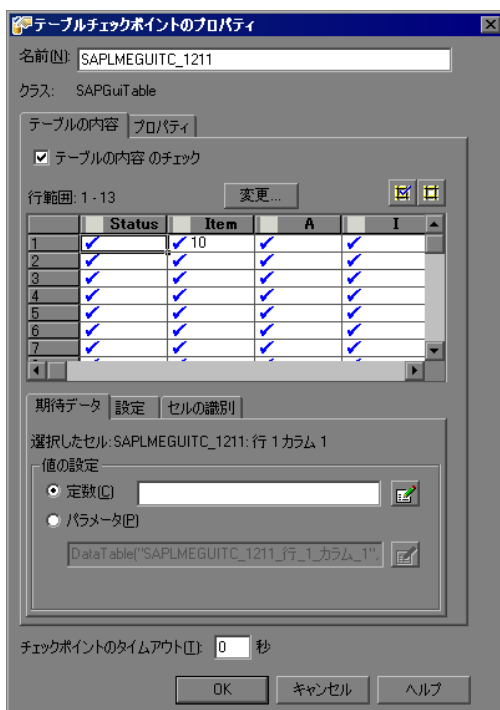 テーブルチェックポイントのプロパティ
名前(N): SAPLMEGUITC_1211
クラス: SAPGuiTable
テーブルの内容 プロパティ
テーブルの内容 のチェック
行範囲: 1 - 13 変更...
Status Item A I
1 10
2
3
4
5
6
7
期待データ 設定 セルの識別
選択したセル: SAPLMEGUITC_1211: 行 1 カラム 1
値の設定
定数(C)
パラメータ(P)
DataTable("SAPLMEGUITC_1211_行_1_カラム_1",
チェックポイントのタイムアウト(T): 0 秒
OK キャンセル ヘルプ